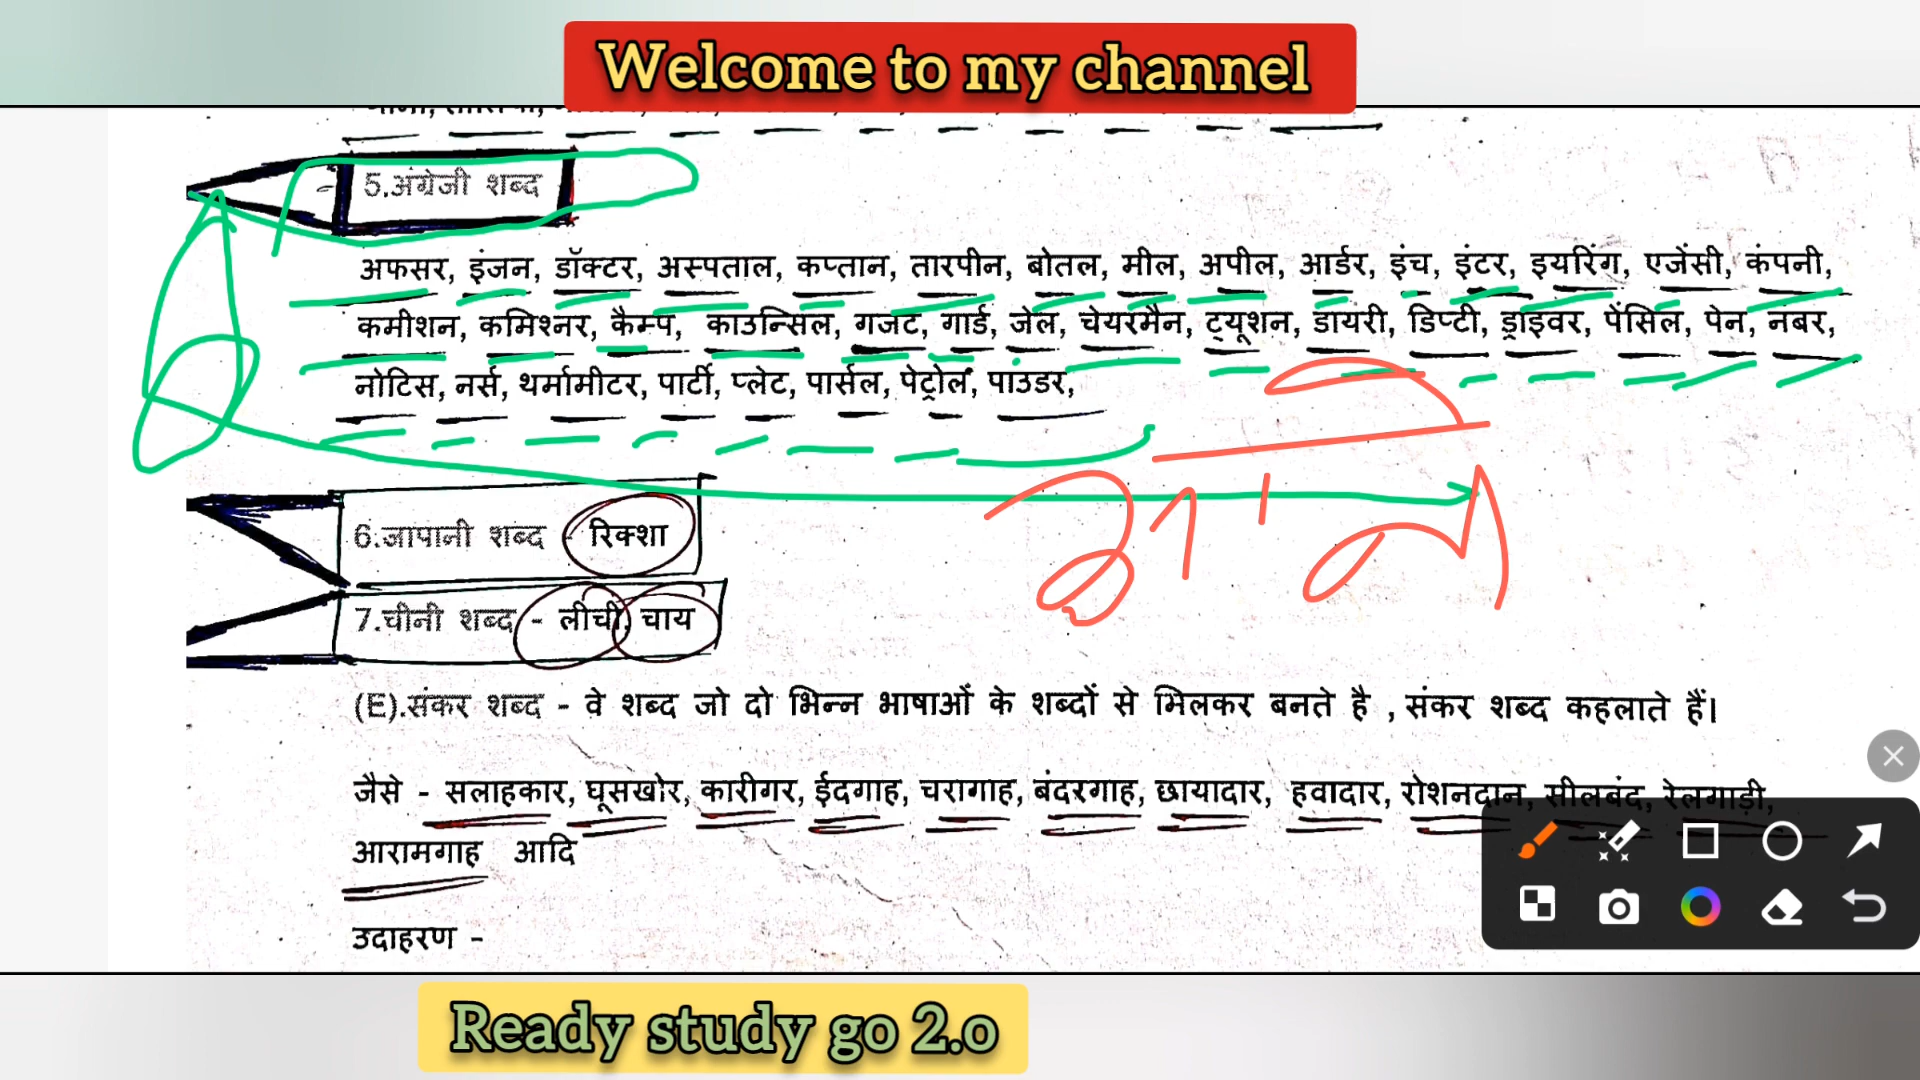 Welcome to my channel
5.अंग्रेजी शब्द
अफसर, इंजन, डॉक्टर, अस्पताल, कप्तान, तारपीन, बोतल, मील, अपील, आर्डर, इंच, इंटर, इयरिंग, एजेंसी, कंपनी,
कमीशन, कमिश्नर, कैम्प, काउन्सिल, गजट, गार्ड, जेल, चेयरमैन, ट्यूशन, डायरी, डिप्टी, ड्राइवर, पेंसिल, पेन, नंबर,
नोटिस, नर्स, थर्मामीटर, पार्टी, प्लेट, पार्सल, पेट्रोल, पाउडर,
6.जापानी शब्द - रिक्शा
7.चीनी शब्द - लीची, चाय
(E).संकर शब्द - वे शब्द जो दो भिन्न भाषाओं के शब्दों से मिलकर बनते है , संकर शब्द कहलाते हैं।
जैसे - सलाहकार, घूसखोर, कारीगर, ईदगाह, चरागाह, बंदरगाह, छायादार, हवादार, रोशनदान, सीलबंद, रेलगाड़ी,
आरामगाह आदि
उदाहरण -
Ready study go 2.o